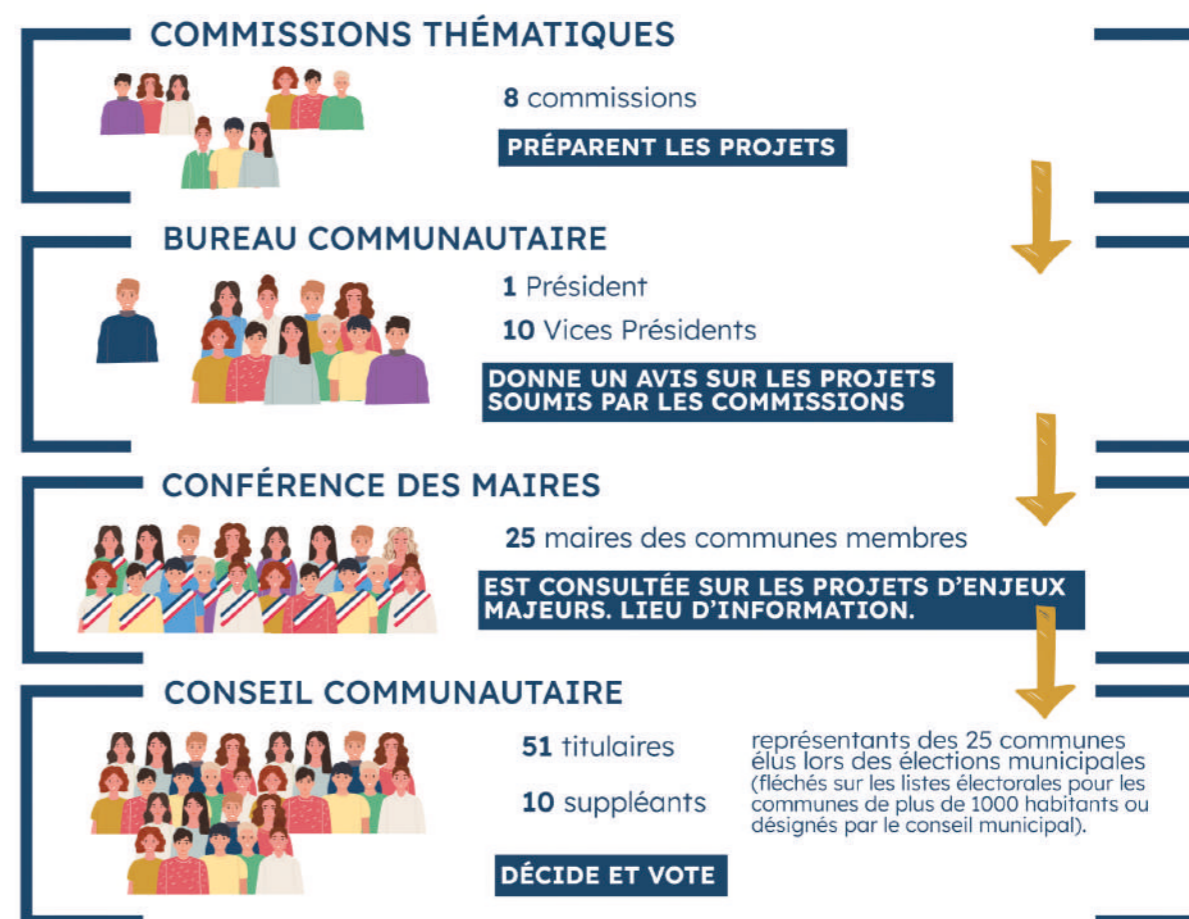 COMMISSIONS THÉMATIQUES
8 commissions
PRÉPARENT LES PROJETS
BUREAU COMMUNAUTAIRE
1 Président
10 Vices Présidents
DONNE UN AVIS SUR LES PROJETS
SOUMIS PAR LES COMMISSIONS
CONFÉRENCE DES MAIRES
25 maires des communes membres
EST CONSULTÉE SUR LES PROJETS D'ENJEUX
MAJEURS. LIEU D'INFORMATION.
CONSEIL COMMUNAUTAIRE
51 titulaires
10 suppléants
représentants des 25 communes
élus lors des élections municipales
(fléchés sur les listes électorales pour les
communes de plus de 1000 habitants ou
désignés par le conseil municipal).
DÉCIDE ET VOTE